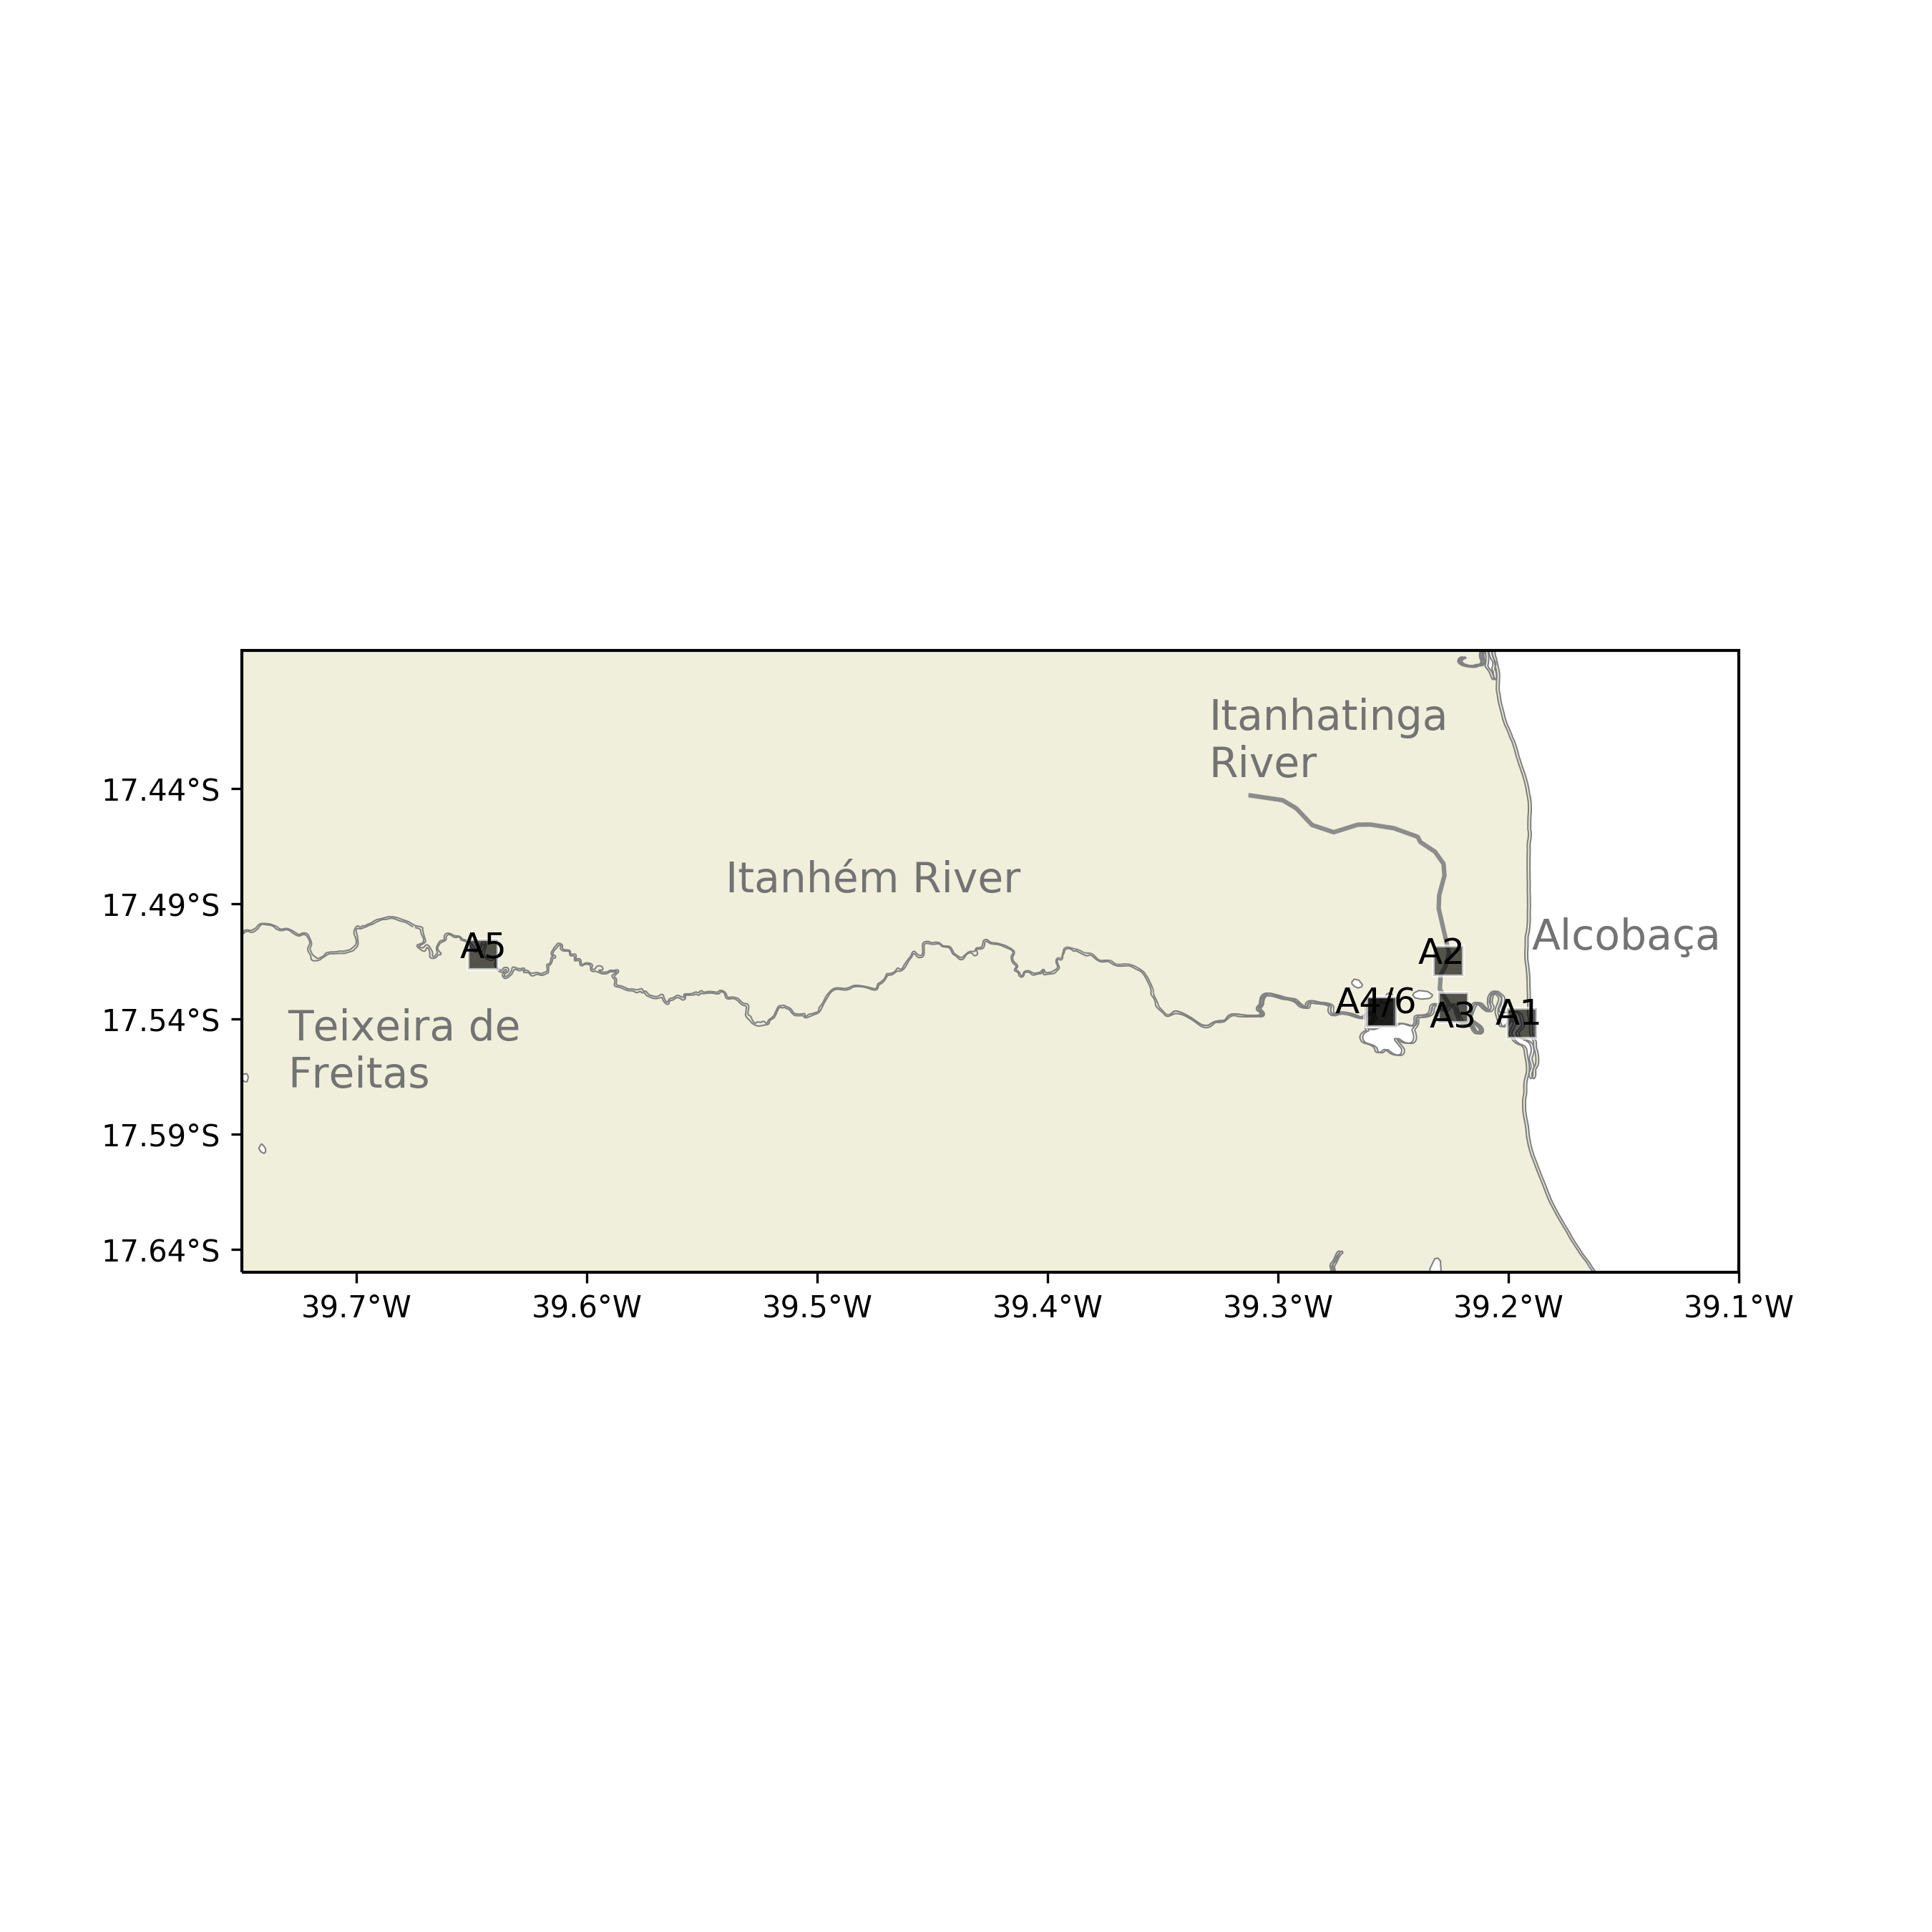 Itanhatinga
River
17.44°S
Itanhém River
17.49°S
Alcobaça
A5
A2
A4/6
A3
A1
17.54°S
Teixeira de
Freitas
17.59°S
17.64°S
39.7°W
39.6°W
39.5°W
39.4°W
39.3°W
39.2°W
39.1°W